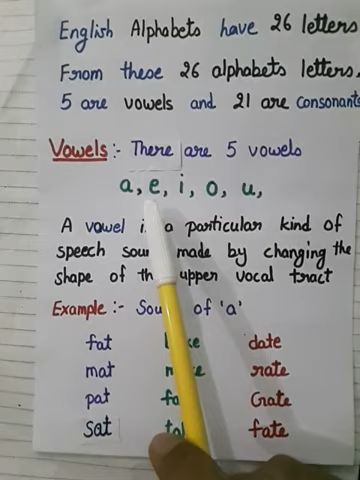 English Alphabets have 26 letters
From these 26 alphabets letters,
5 are vowels and 21 are consonants
Vowels:- There are 5 vowels
a, e, i, o, u,
A vowel a particular kind of
speech made by changing the
shape of upper vocal tract
Example:- of 'a'
fat date
mat rate
pat Grate
sat fate